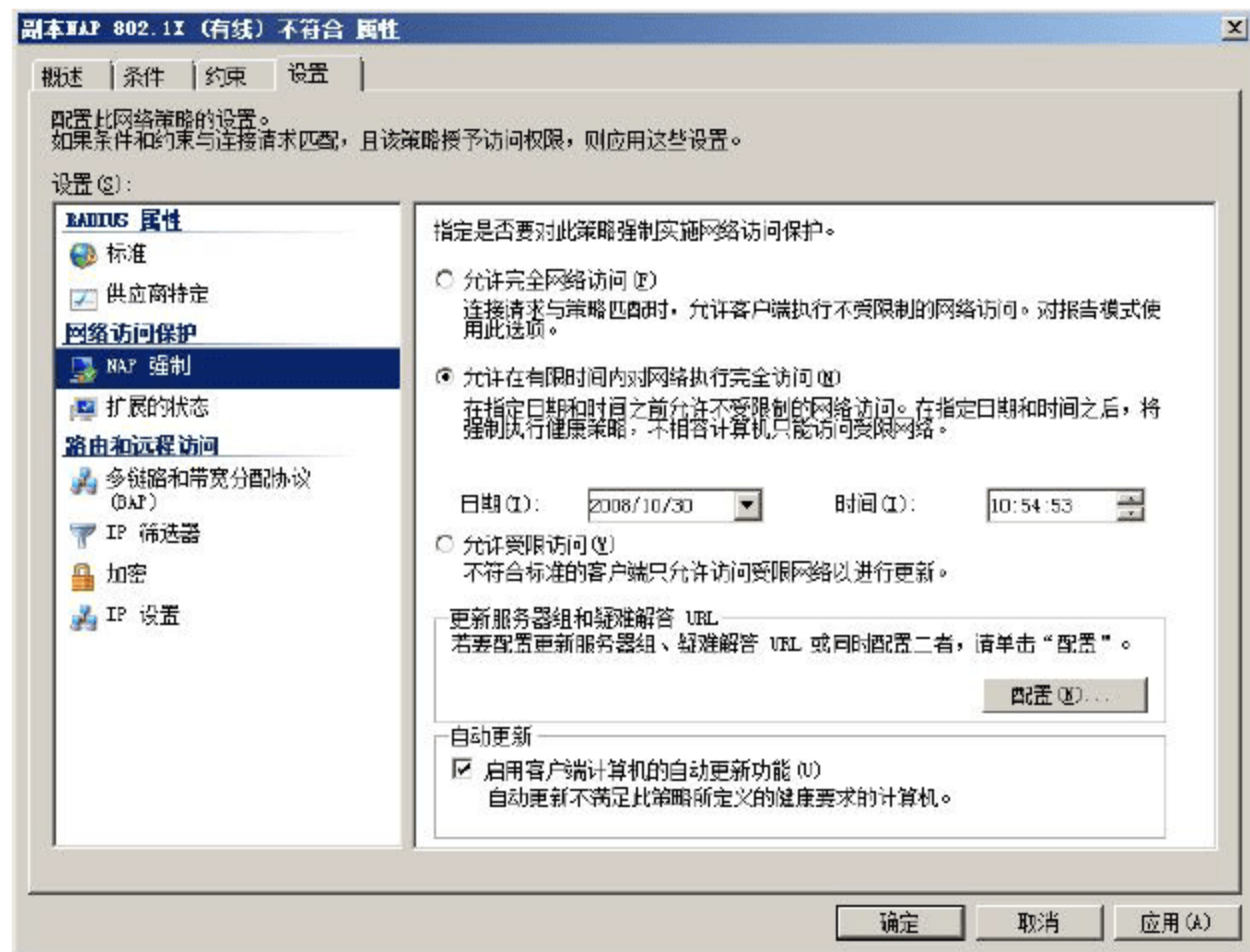 副本NAP 802.1X (有线) 不符合 属性
概述
条件
约束
设置
配置此网络策略的设置。
如果条件和约束与连接请求匹配，且该策略授予访问权限，则应用这些设置。
设置(S):
RADIUS 属性
标准
供应商特定
网络访问保护
NAP 强制
扩展的状态
路由和远程访问
多链路和带宽分配协议
(BAP)
IP 筛选器
加密
IP 设置
指定是否要对此策略强制实施网络访问保护。
允许完全网络访问(F)
连接请求与策略匹配时，允许客户端执行不受限制的网络访问。对报告模式使
用此选项。
允许在有限时间内对网络执行完全访问(W)
在指定日期和时间之前允许不受限制的网络访问。在指定日期和时间之后，将
强制执行健康策略，不相容计算机只能访问受限网络。
日期(T):
2008/10/30
时间(I):
10:54:53
允许受限访问(Y)
不符合标准的客户端只允许访问受限网络以进行更新。
更新服务器组和疑难解答 URL
若要配置更新服务器组、疑难解答 URL 或同时配置二者，请单击“配置”。
配置(N)...
自动更新
启用客户端计算机的自动更新功能(U)
自动更新不满足此策略所定义的健康要求的计算机。
确定
取消
应用(A)